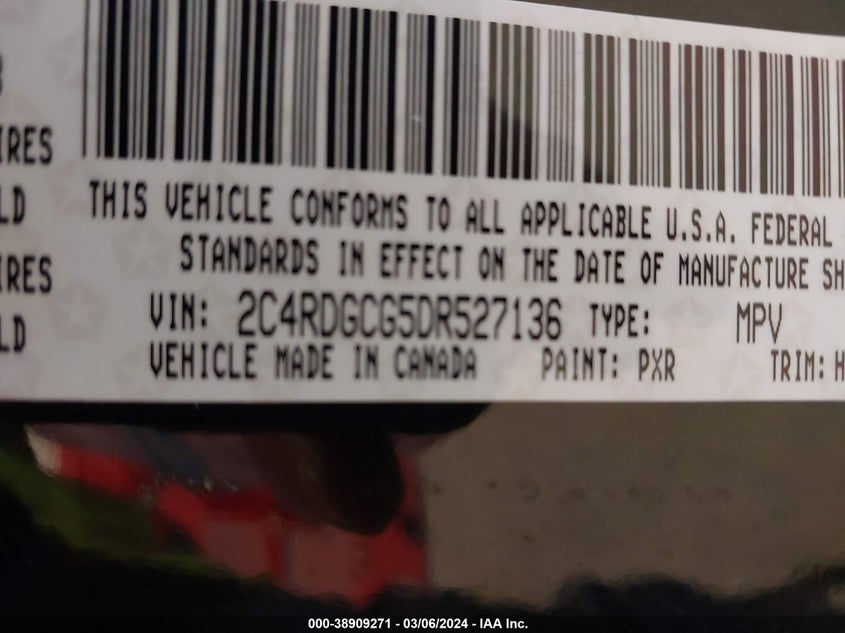 THIS VEHICLE CONFORMS TO ALL APPLICABLE U.S.A. FEDERAL
IRES
STANDARDS IN EFFECT ON THE DATE OF MANUFACTURE SH
LD
VIN: 2C4RDGCG5DR527136 TYPE: MPV
IRES
VEHICLE MADE IN CANADA PAINT: PXR TRIM: H
LD
000-38909271 - 03/06/2024 - IAA Inc.